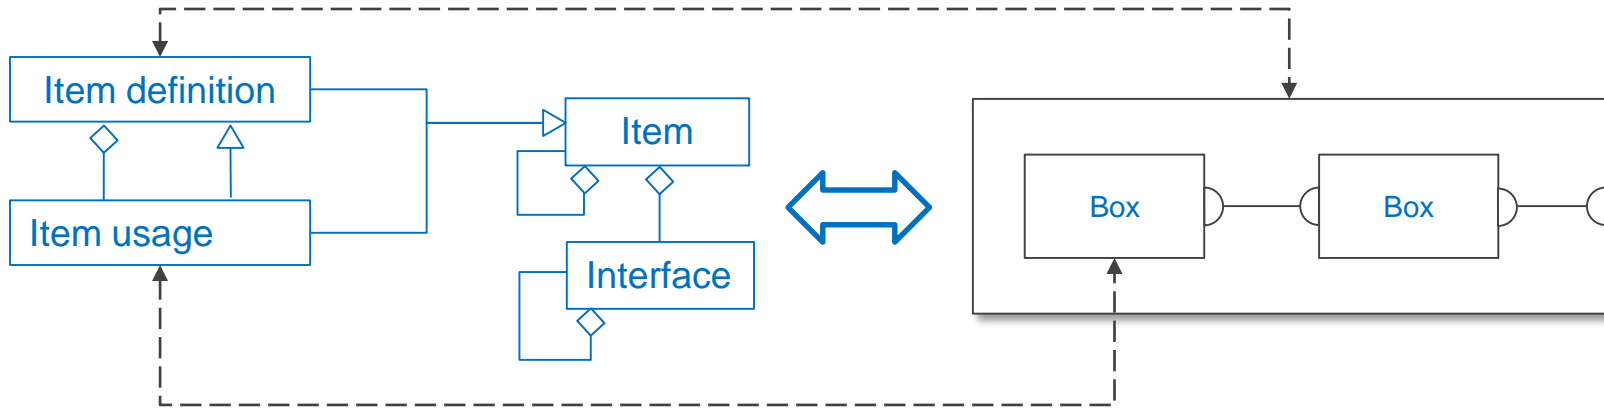 Item definition
Item
Box
Box
Item usage
Interface